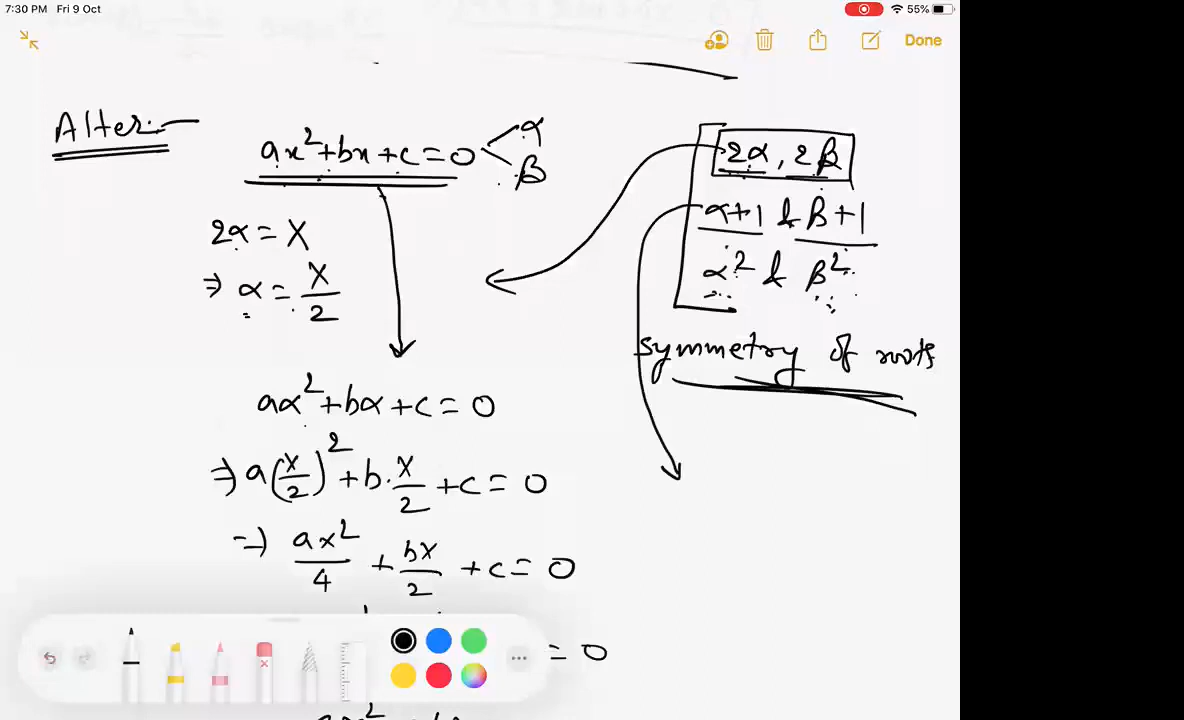 7:30 PM Fri 9 Oct
55%
Done
Alter:-
ax²+bx+c=0 < α
β
2α, 2β
2α = X
α+1 & β+1
⇒ α = X/2
α² & β²
symmetry of roots
aα²+bα+c=0
⇒ a(X/2)²+b·X/2+c=0
⇒ ax²/4 + bX/2 + c = 0
= 0